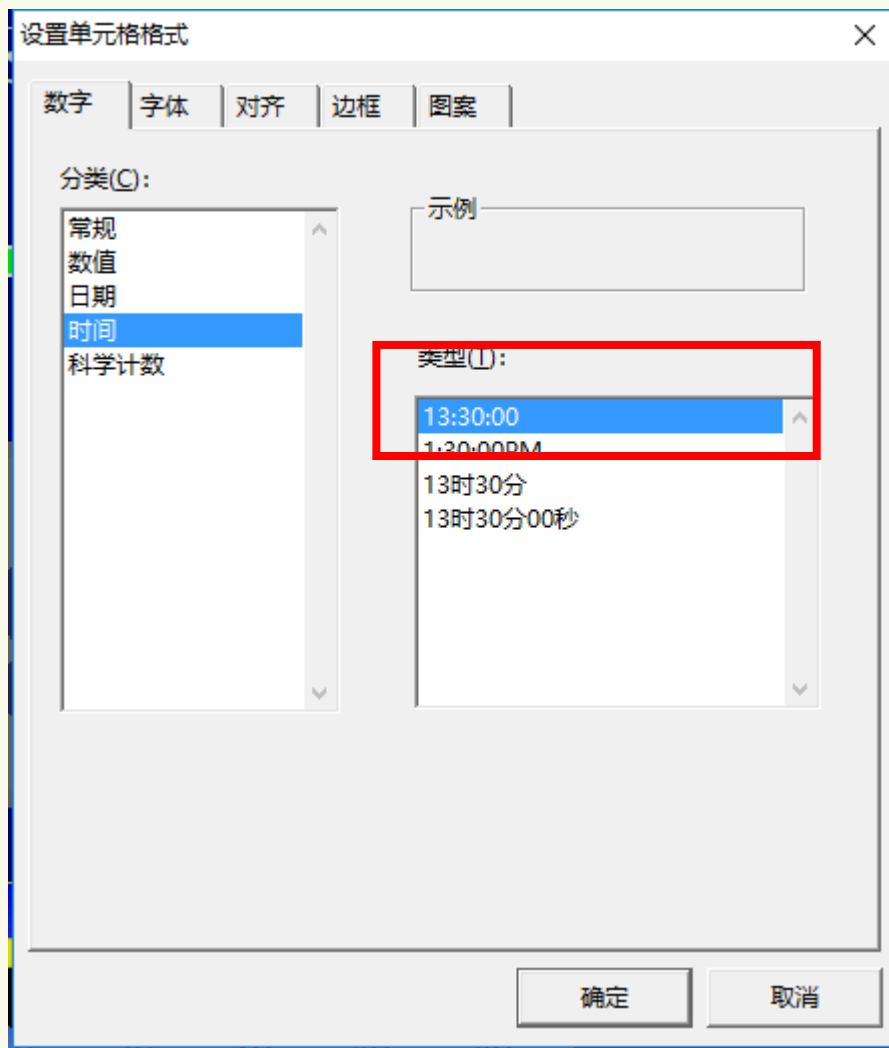 设置单元格格式
数字 字体 对齐 边框 图案
分类(C):
常规
数值
日期
时间
科学计数
示例
类型(T):
13:30:00
1:30:00PM
13时30分
13时30分00秒
确定 取消